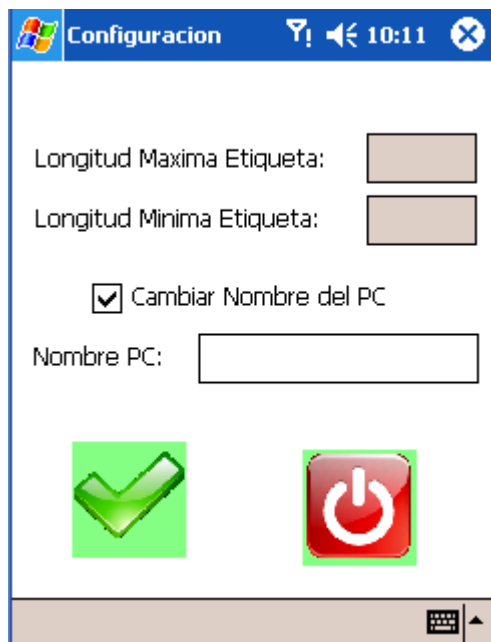 Configuracion 10:11
Longitud Maxima Etiqueta:
Longitud Minima Etiqueta:
Cambiar Nombre del PC
Nombre PC: